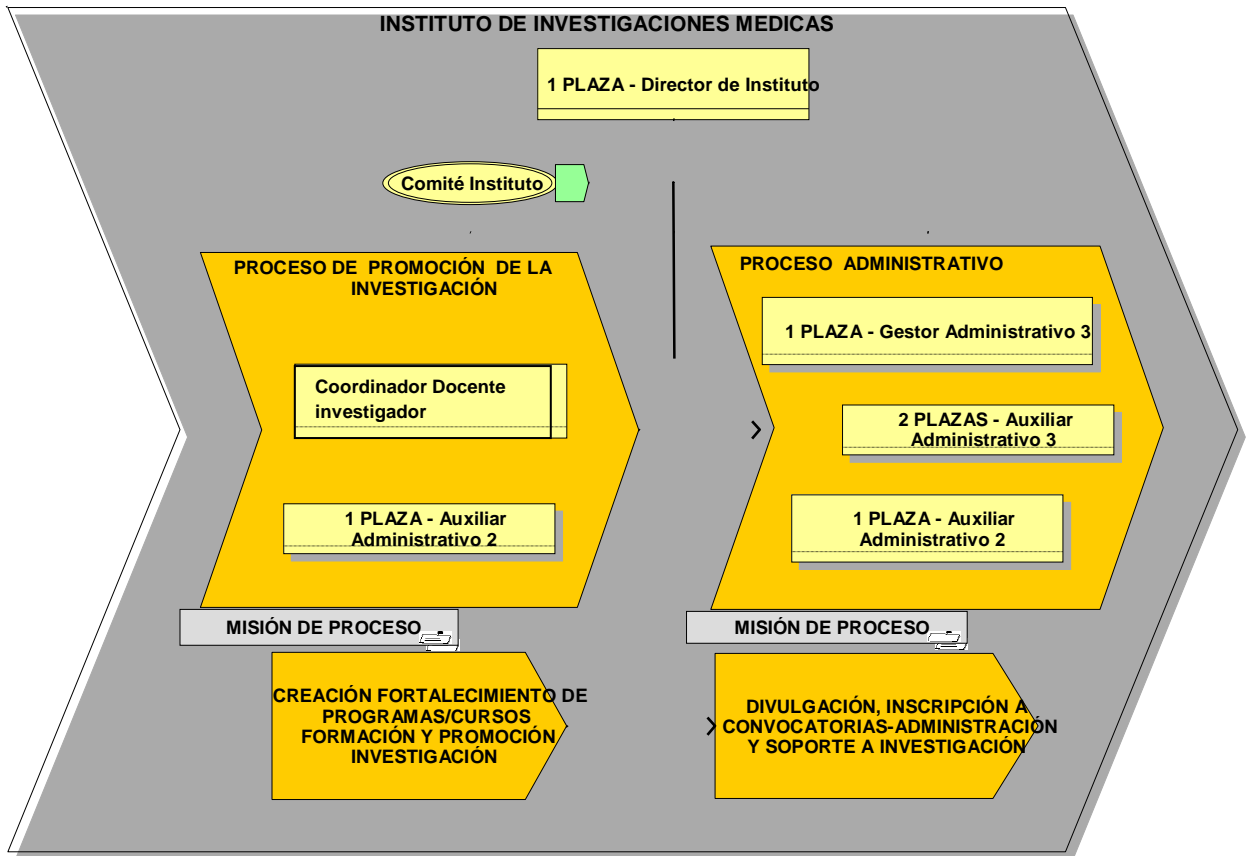 INSTITUTO DE INVESTIGACIONES MEDICAS
1 PLAZA - Director de Instituto
Comité Instituto
PROCESO DE PROMOCIÓN DE LA
INVESTIGACIÓN
Coordinador Docente
investigador
1 PLAZA - Auxiliar
Administrativo 2
PROCESO ADMINISTRATIVO
1 PLAZA - Gestor Administrativo 3
2 PLAZAS - Auxiliar
Administrativo 3
1 PLAZA - Auxiliar
Administrativo 2
MISIÓN DE PROCESO
CREACIÓN FORTALECIMIENTO DE
PROGRAMAS/CURSOS
FORMACIÓN Y PROMOCIÓN
INVESTIGACIÓN
MISIÓN DE PROCESO
DIVULGACIÓN, INSCRIPCIÓN A
CONVOCATORIAS-ADMINISTRACIÓN
Y SOPORTE A INVESTIGACIÓN